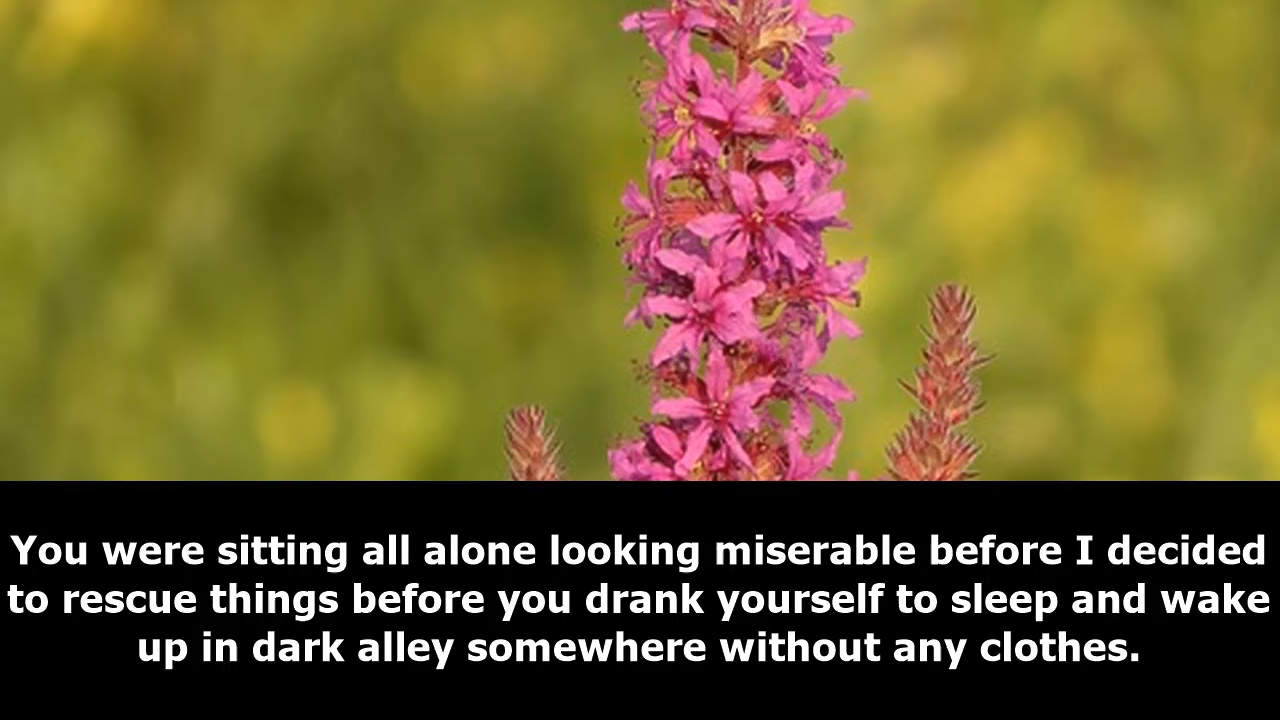 You were sitting all alone looking miserable before I decided
to rescue things before you drank yourself to sleep and wake
up in dark alley somewhere without any clothes.